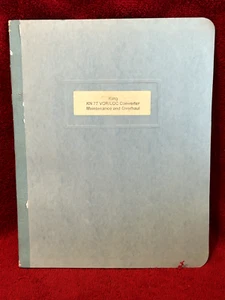 King
KN 77 VOR/LOC Converter
Maintenance and Overhaul